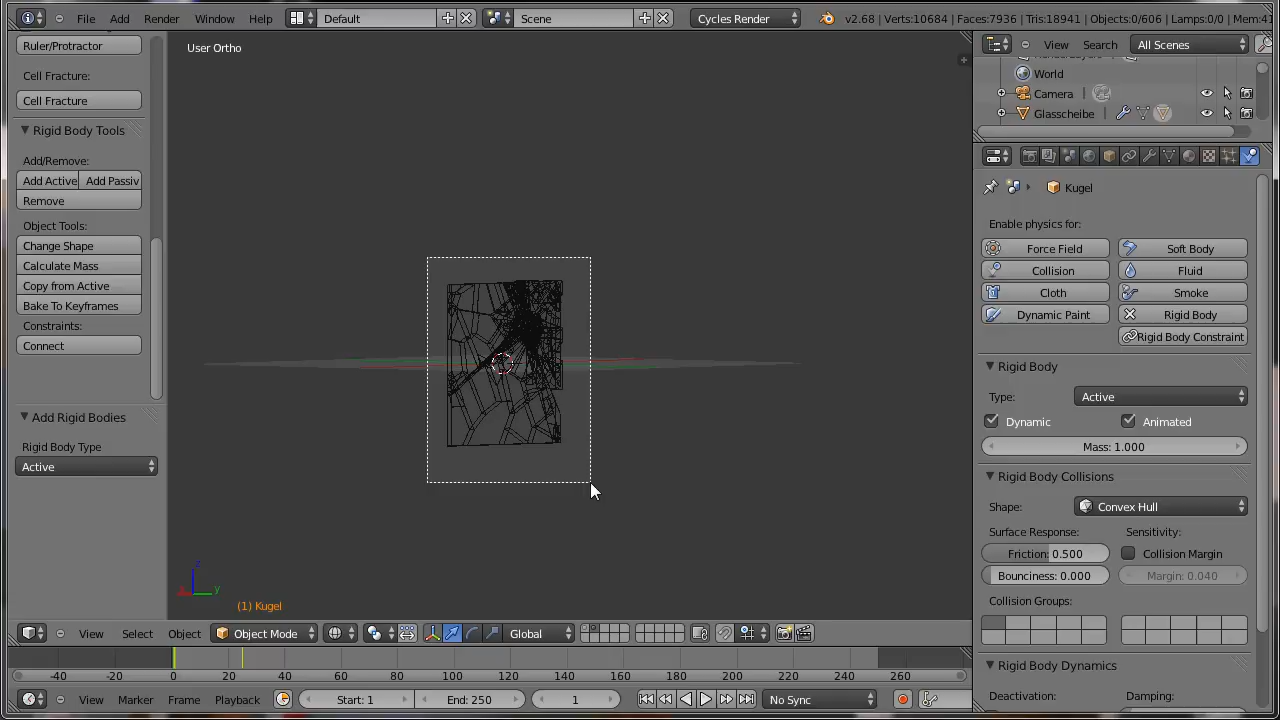 File Add Render Window Help Default Scene Cycles Render v2.68 | Verts:10684 | Faces:7936 | Tris:18941 | Objects:0/606 | Lamps:0/0 | Mem:41
Ruler/Protractor
Cell Fracture:
Cell Fracture
Rigid Body Tools
Add/Remove:
Add Active Add Passiv
Remove
Object Tools:
Change Shape
Calculate Mass
Copy from Active
Bake To Keyframes
Constraints:
Connect
Add Rigid Bodies
Rigid Body Type
Active
User Ortho
z
y
(1) Kugel
View Select Object Object Mode Global
-40 -20 0 20 40 60 80 100 120 140 160 180 200 220 240 260
View Marker Frame Playback Start: 1 End: 250 1 No Sync
View Search All Scenes
World
Camera
Glasscheibe
Kugel
Enable physics for:
Force Field Soft Body
Collision Fluid
Cloth Smoke
Dynamic Paint Rigid Body
Rigid Body Constraint
Rigid Body
Type: Active
Dynamic Animated
Mass: 1.000
Rigid Body Collisions
Shape: Convex Hull
Surface Response: Sensitivity:
Friction: 0.500 Collision Margin
Bounciness: 0.000 Margin: 0.040
Collision Groups:
Rigid Body Dynamics
Deactivation: Damping: